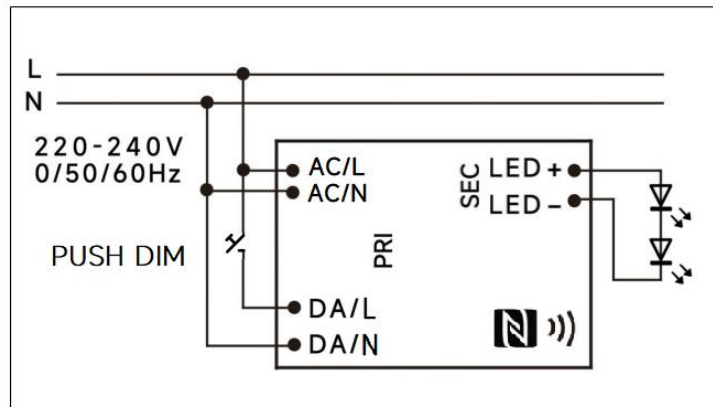 L
N
220-240V
0/50/60Hz
PUSH DIM
AC/L
AC/N
PRI
DA/L
DA/N
SEC
LED+
LED-